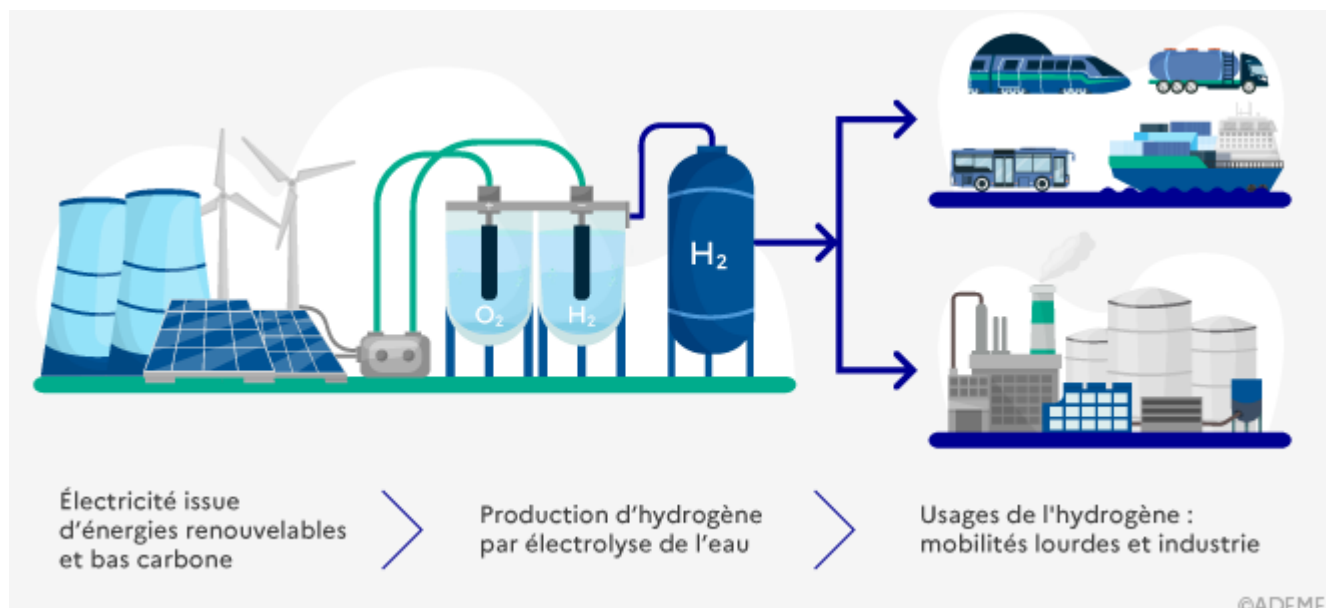 O₂
H₂
H₂
Électricité issue
d’énergies renouvelables
et bas carbone
Production d’hydrogène
par électrolyse de l’eau
Usages de l'hydrogène :
mobilités lourdes et industrie
©ADEME